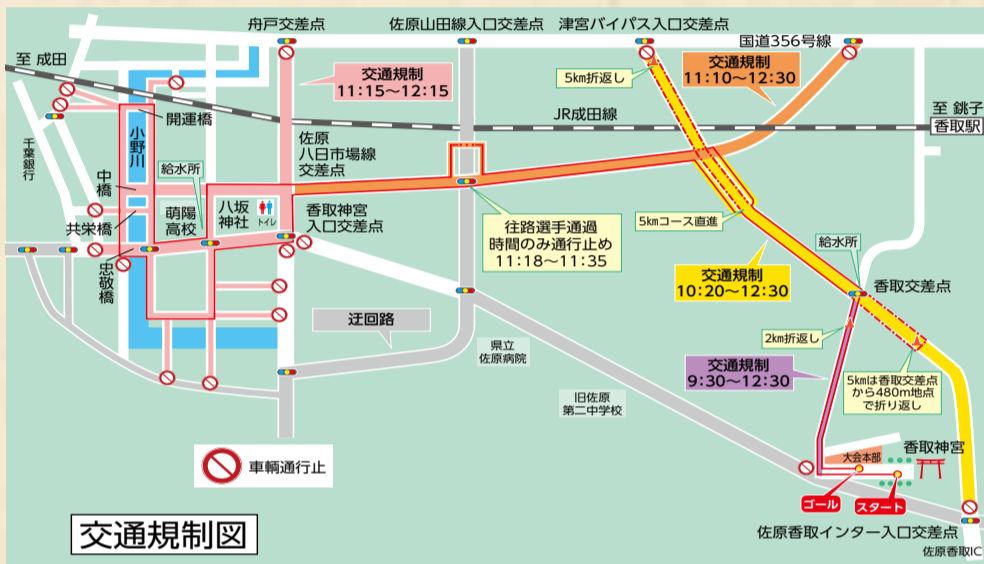 舟戸交差点
佐原山田線入口交差点
津宮バイパス入口交差点
国道356号線
至 成田
5km折返し
交通規制
11:10～12:30
交通規制
11:15～12:15
JR成田線
至 銚子
香取駅
開運橋
小野川
千葉銀行
佐原
八日市場線
交差点
中橋
給水所
共栄橋
萌陽
高校
八坂
神社
トイレ
香取神宮
入口交差点
忠敬橋
往路選手通過
時間のみ通行止め
11:18～11:35
5kmコース直進
給水所
交通規制
10:20～12:30
香取交差点
迂回路
県立
佐原病院
2km折返し
交通規制
9:30～12:30
5kmは香取交差点
から480m地点
で折り返し
旧佐原
第二中学校
車輌通行止
大会本部
香取神宮
ゴール
スタート
交通規制図
佐原香取インター入口交差点
佐原香取IC